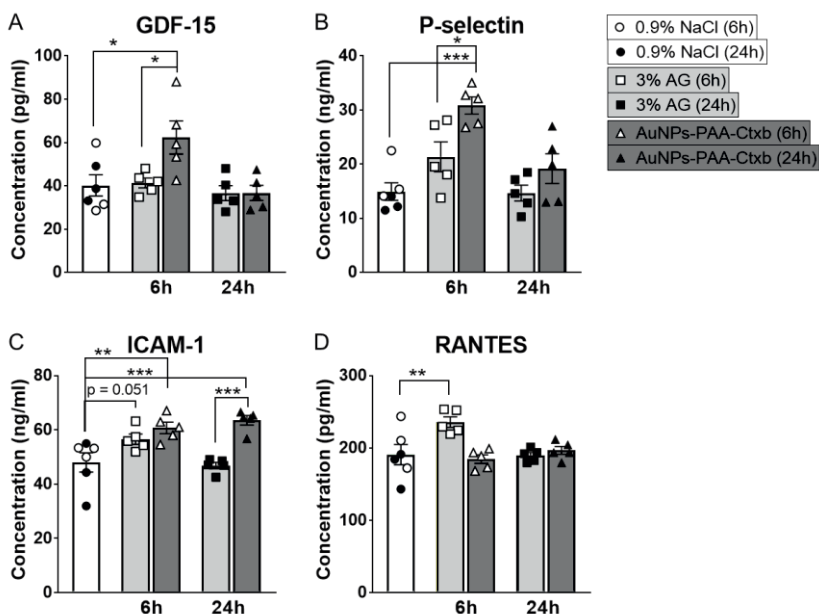 A
GDF-15
Concentration (pg/ml)
100
80
60
40
20
0
*
*
6h
24h
B
P-selectin
Concentration (ng/ml)
40
30
20
10
0
*
***
6h
24h
0.9% NaCl (6h)
0.9% NaCl (24h)
3% AG (6h)
3% AG (24h)
AuNPs-PAA-Ctxb (6h)
AuNPs-PAA-Ctxb (24h)
C
ICAM-1
Concentration (ng/ml)
80
60
40
20
0
**
***
p = 0.051
***
6h
24h
D
RANTES
Concentration (pg/ml)
300
200
100
0
**
6h
24h